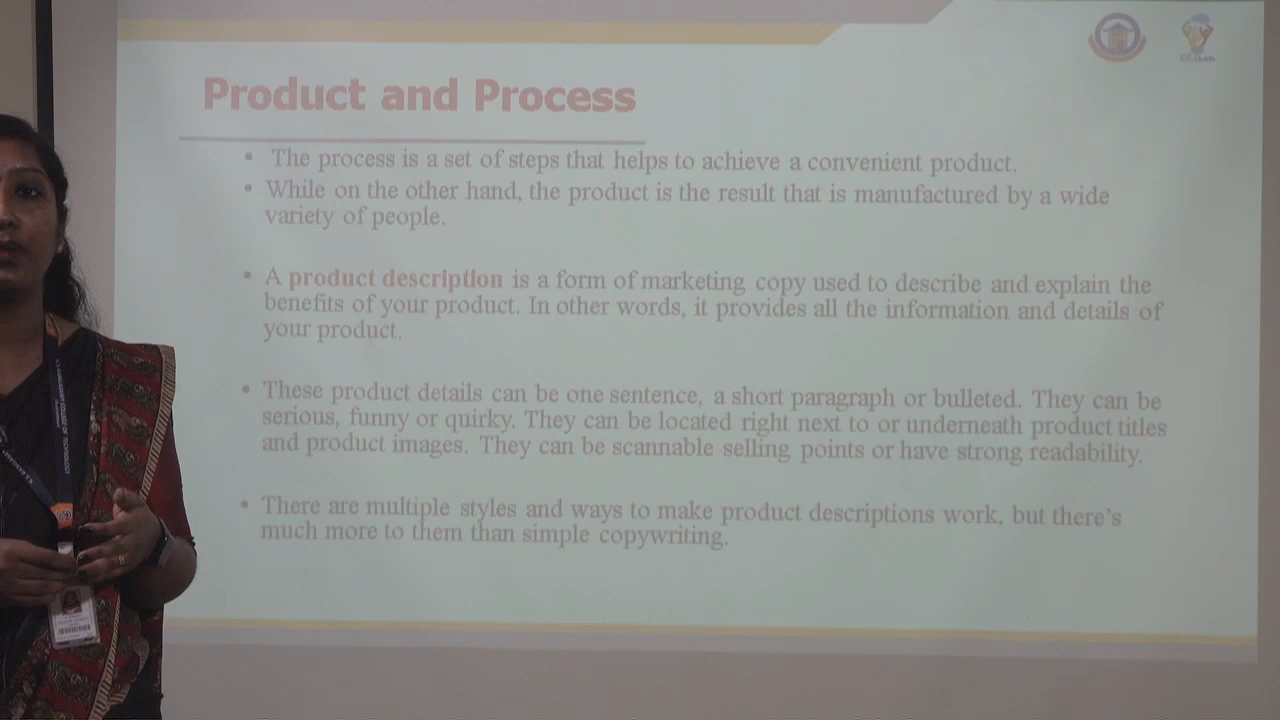 Product and Process
• The process is a set of steps that helps to achieve a convenient product.
• While on the other hand, the product is the result that is manufactured by a wide
variety of people.
• A product description is a form of marketing copy used to describe and explain the
benefits of your product. In other words, it provides all the information and details of
your product.
• These product details can be one sentence, a short paragraph or bulleted. They can be
serious, funny or quirky. They can be located right next to or underneath product titles
and product images. They can be scannable selling points or have strong readability.
• There are multiple styles and ways to make product descriptions work, but there's
much more to them than simple copywriting.